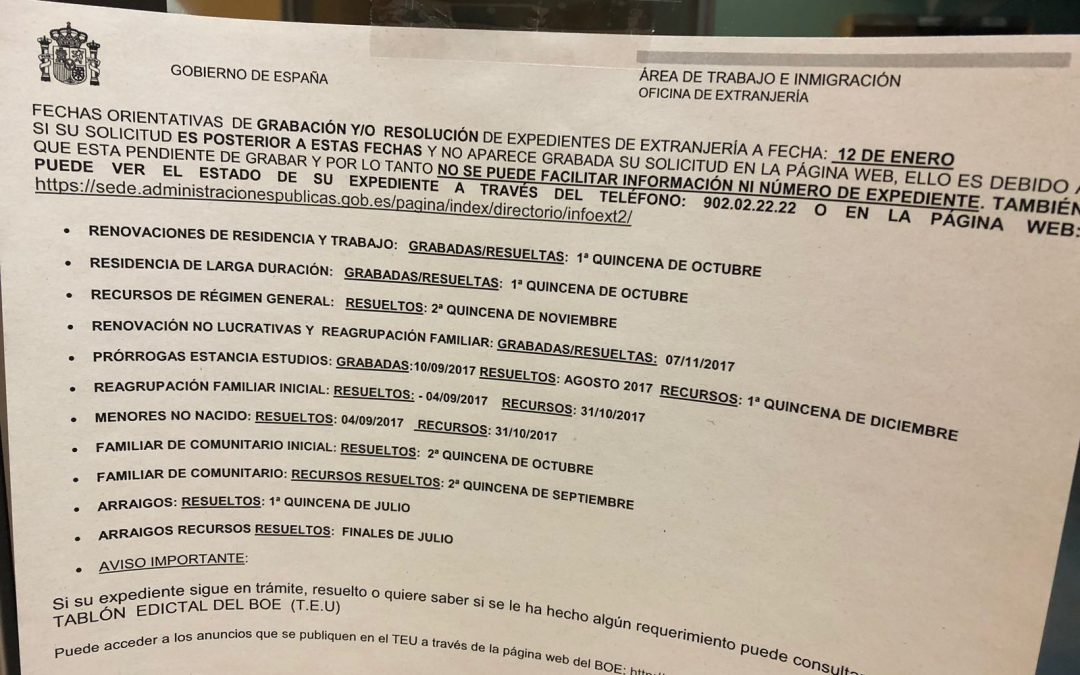 GOBIERNO DE ESPAÑA
ÁREA DE TRABAJO E INMIGRACIÓN
OFICINA DE EXTRANJERÍA
FECHAS ORIENTATIVAS DE GRABACIÓN Y/O RESOLUCIÓN DE EXPEDIENTES DE EXTRANJERÍA A FECHA: 12 DE ENERO
SI SU SOLICITUD ES POSTERIOR A ESTAS FECHAS Y NO APARECE GRABADA SU SOLICITUD EN LA PÁGINA WEB, ELLO ES DEBIDO A
QUE ESTA PENDIENTE DE GRABAR Y POR LO TANTO NO SE PUEDE FACILITAR INFORMACIÓN NI NÚMERO DE EXPEDIENTE. TAMBIÉN
PUEDE VER EL ESTADO DE SU EXPEDIENTE A TRAVÉS DEL TELÉFONO: 902.02.22.22 O EN LA PÁGINA WEB:
https://sede.administracionespublicas.gob.es/pagina/index/directorio/infoext2/
• RENOVACIONES DE RESIDENCIA Y TRABAJO: GRABADAS/RESUELTAS: 1ª QUINCENA DE OCTUBRE
• RESIDENCIA DE LARGA DURACIÓN: GRABADAS/RESUELTAS: 1ª QUINCENA DE OCTUBRE
• RECURSOS DE RÉGIMEN GENERAL: RESUELTOS: 2ª QUINCENA DE NOVIEMBRE
• RENOVACIÓN NO LUCRATIVAS Y REAGRUPACIÓN FAMILIAR: GRABADAS/RESUELTAS: 07/11/2017
• PRÓRROGAS ESTANCIA ESTUDIOS: GRABADAS:10/09/2017 RESUELTOS: AGOSTO 2017 RECURSOS: 1ª QUINCENA DE DICIEMBRE
• REAGRUPACIÓN FAMILIAR INICIAL: RESUELTOS: - 04/09/2017 RECURSOS: 31/10/2017
• MENORES NO NACIDO: RESUELTOS: 04/09/2017 RECURSOS: 31/10/2017
• FAMILIAR DE COMUNITARIO INICIAL: RESUELTOS: 2ª QUINCENA DE OCTUBRE
• FAMILIAR DE COMUNITARIO: RECURSOS RESUELTOS: 2ª QUINCENA DE SEPTIEMBRE
• ARRAIGOS: RESUELTOS: 1ª QUINCENA DE JULIO
• ARRAIGOS RECURSOS RESUELTOS: FINALES DE JULIO
• AVISO IMPORTANTE:
Si su expediente sigue en trámite, resuelto o quiere saber si se le ha hecho algún requerimiento puede
TABLÓN EDICTAL DEL BOE (T.E.U)
Puede acceder a los anuncios que se publiquen en el TEU a través de la página web del BOE: